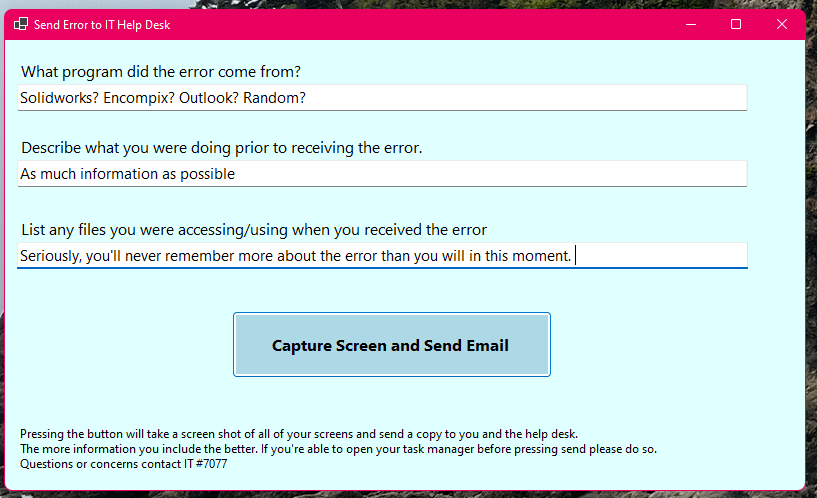 Send Error to IT Help Desk
What program did the error come from?
Solidworks? Encompix? Outlook? Random?
Describe what you were doing prior to receiving the error.
As much information as possible
List any files you were accessing/using when you received the error
Seriously, you'll never remember more about the error than you will in this moment.
Capture Screen and Send Email
Pressing the button will take a screen shot of all of your screens and send a copy to you and the help desk.
The more information you include the better. If you're able to open your task manager before pressing send please do so.
Questions or concerns contact IT #7077